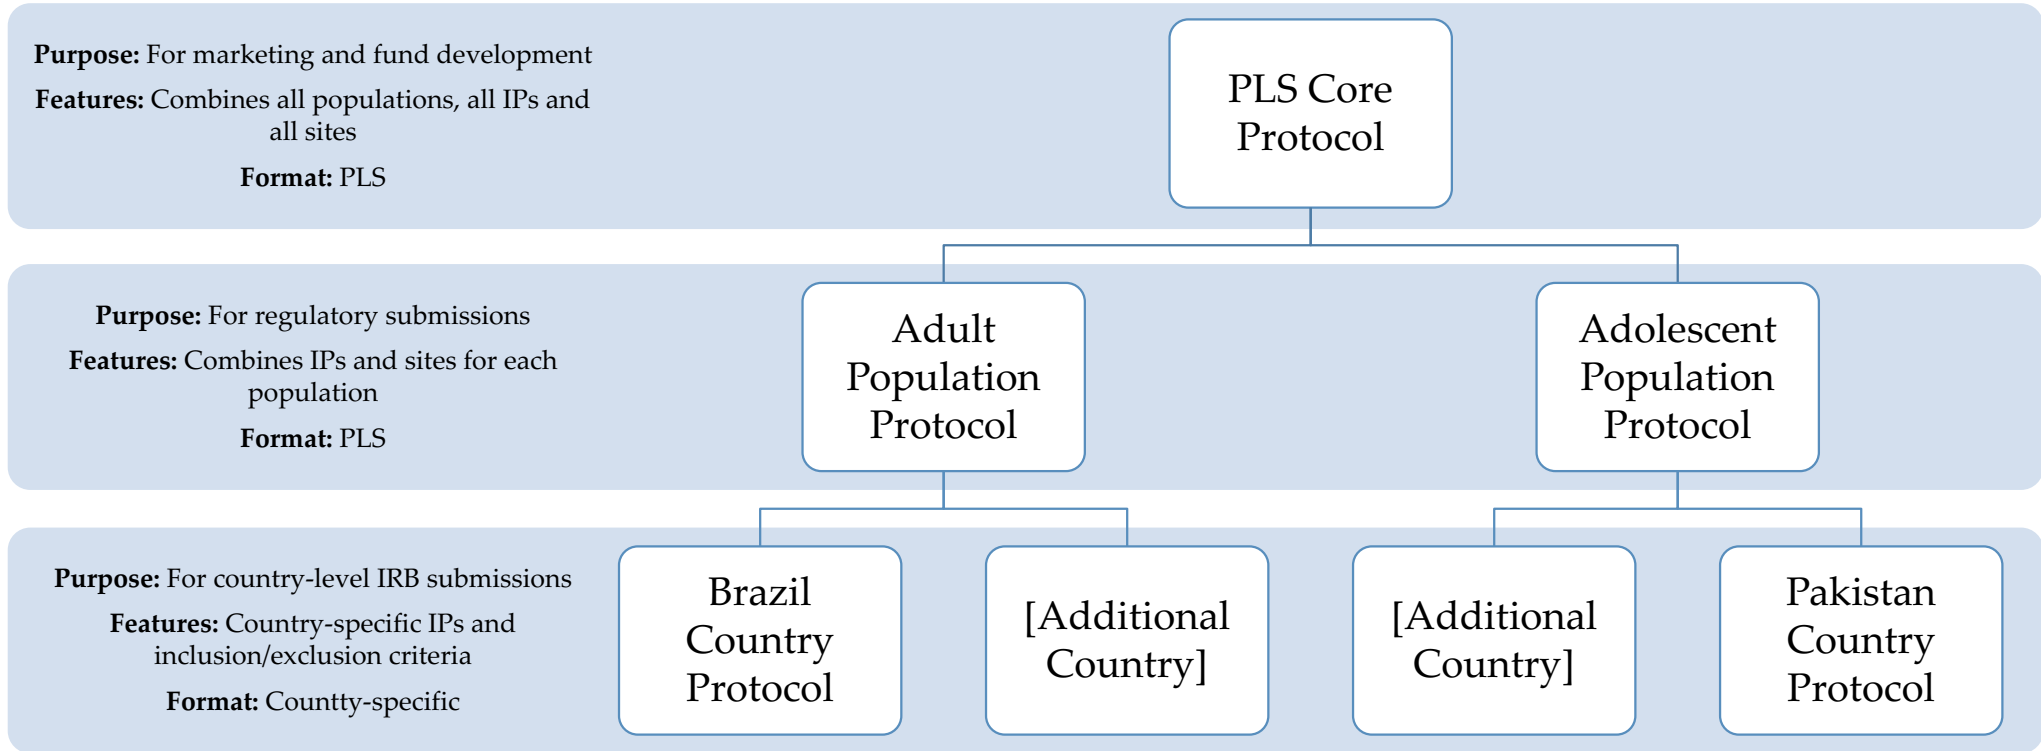 Purpose: For marketing and fund development
Features: Combines all populations, all IPs and
all sites
Format: PLS
PLS Core
Protocol
Purpose: For regulatory submissions
Features: Combines IPs and sites for each
population
Format: PLS
Adult
Population
Protocol
Adolescent
Population
Protocol
Purpose: For country-level IRB submissions
Features: Country-specific IPs and
inclusion/exclusion criteria
Format: Countty-specific
Brazil
Country
Protocol
[Additional
Country]
[Additional
Country]
Pakistan
Country
Protocol